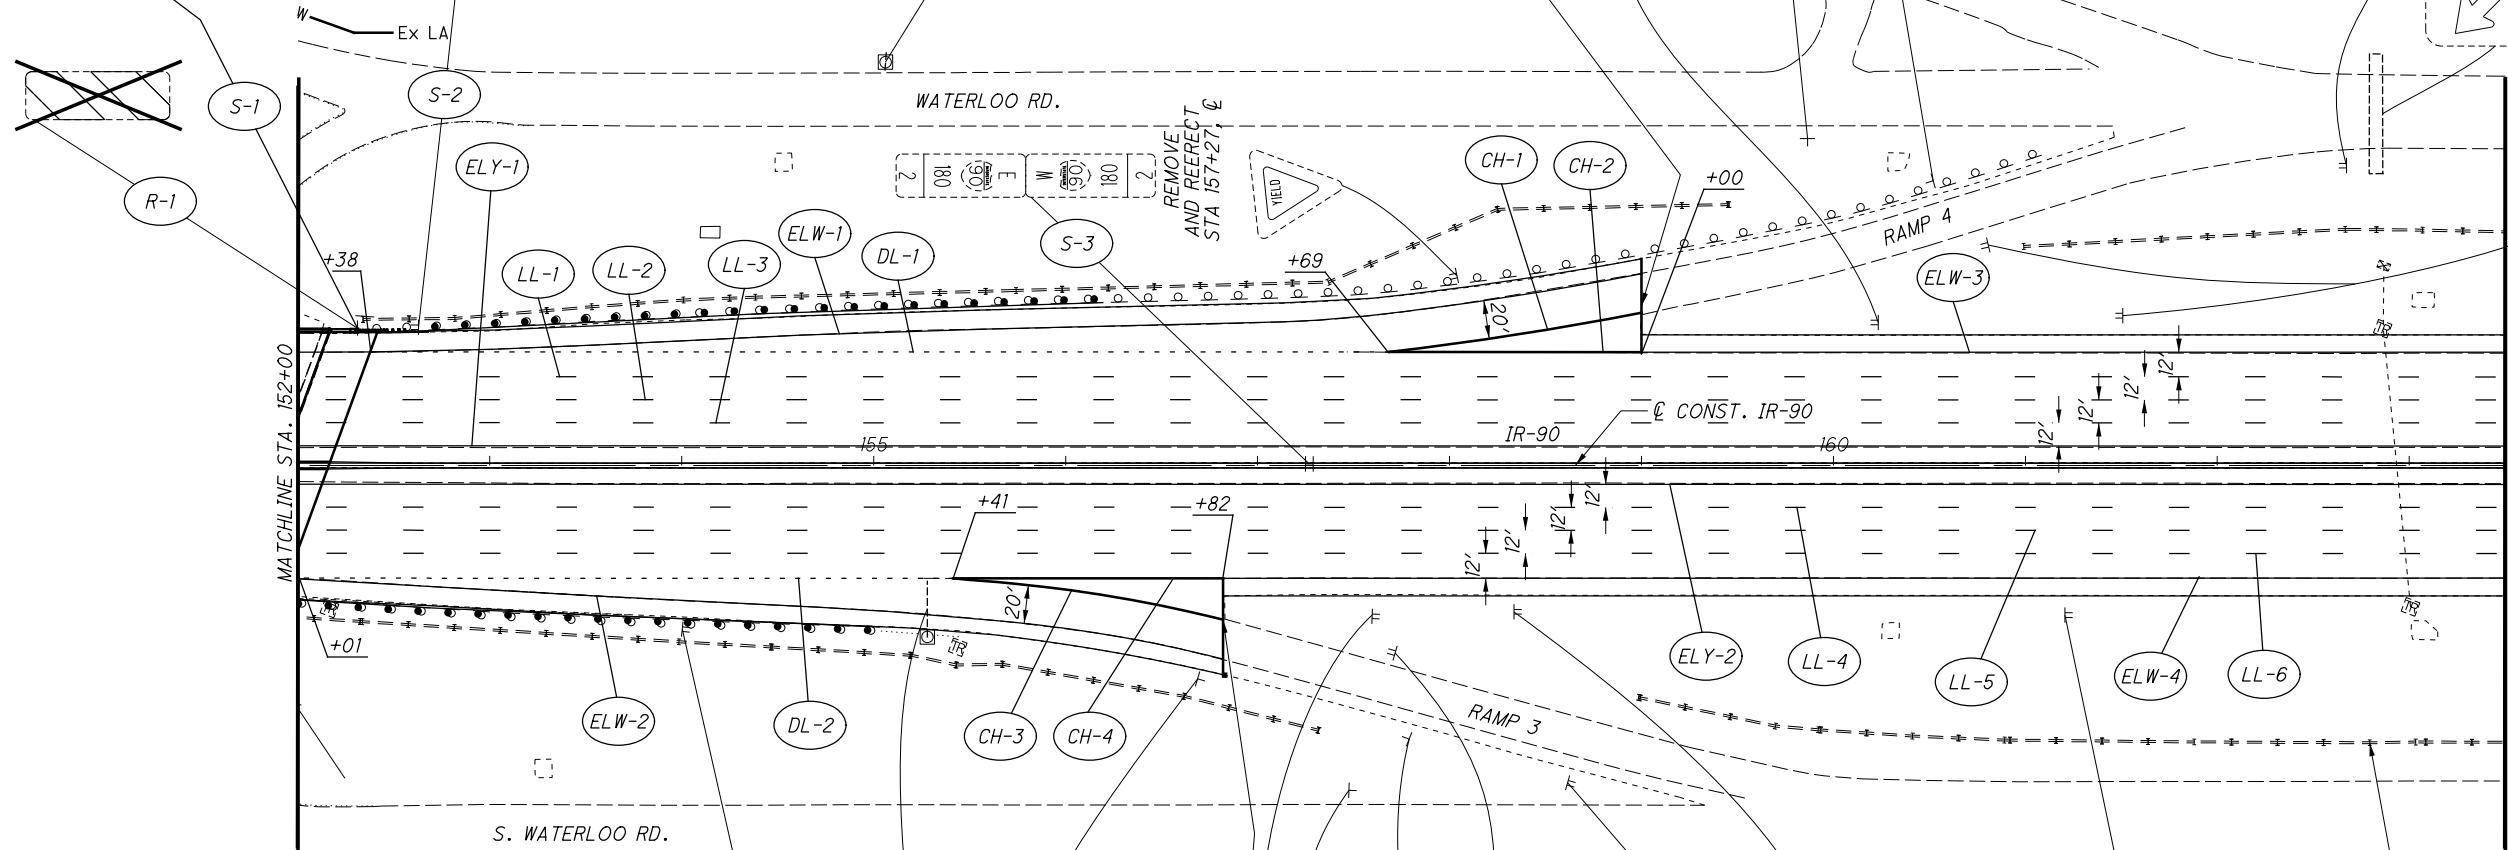 W
Ex LA
S-1
S-2
WATERLOO RD.
REMOVE
AND REERECT
STA 157+27, ℄
R-1
ELY-1
2
180
90
E
W
90
180
2
YIELD
CH-1
CH-2
+00
RAMP 4
+38
LL-1
LL-2
LL-3
ELW-1
DL-1
S-3
+69
ELW-3
20'
TR
12'
12'
12'
12'
MATCHLINE STA. 152+00
155
IR-90
℄ CONST. IR-90
160
+41
+82
12'
12'
12'
12'
TR
20'
TR
TR
+01
ELY-2
LL-4
LL-5
ELW-4
LL-6
ELW-2
DL-2
CH-3
CH-4
RAMP 3
S. WATERLOO RD.